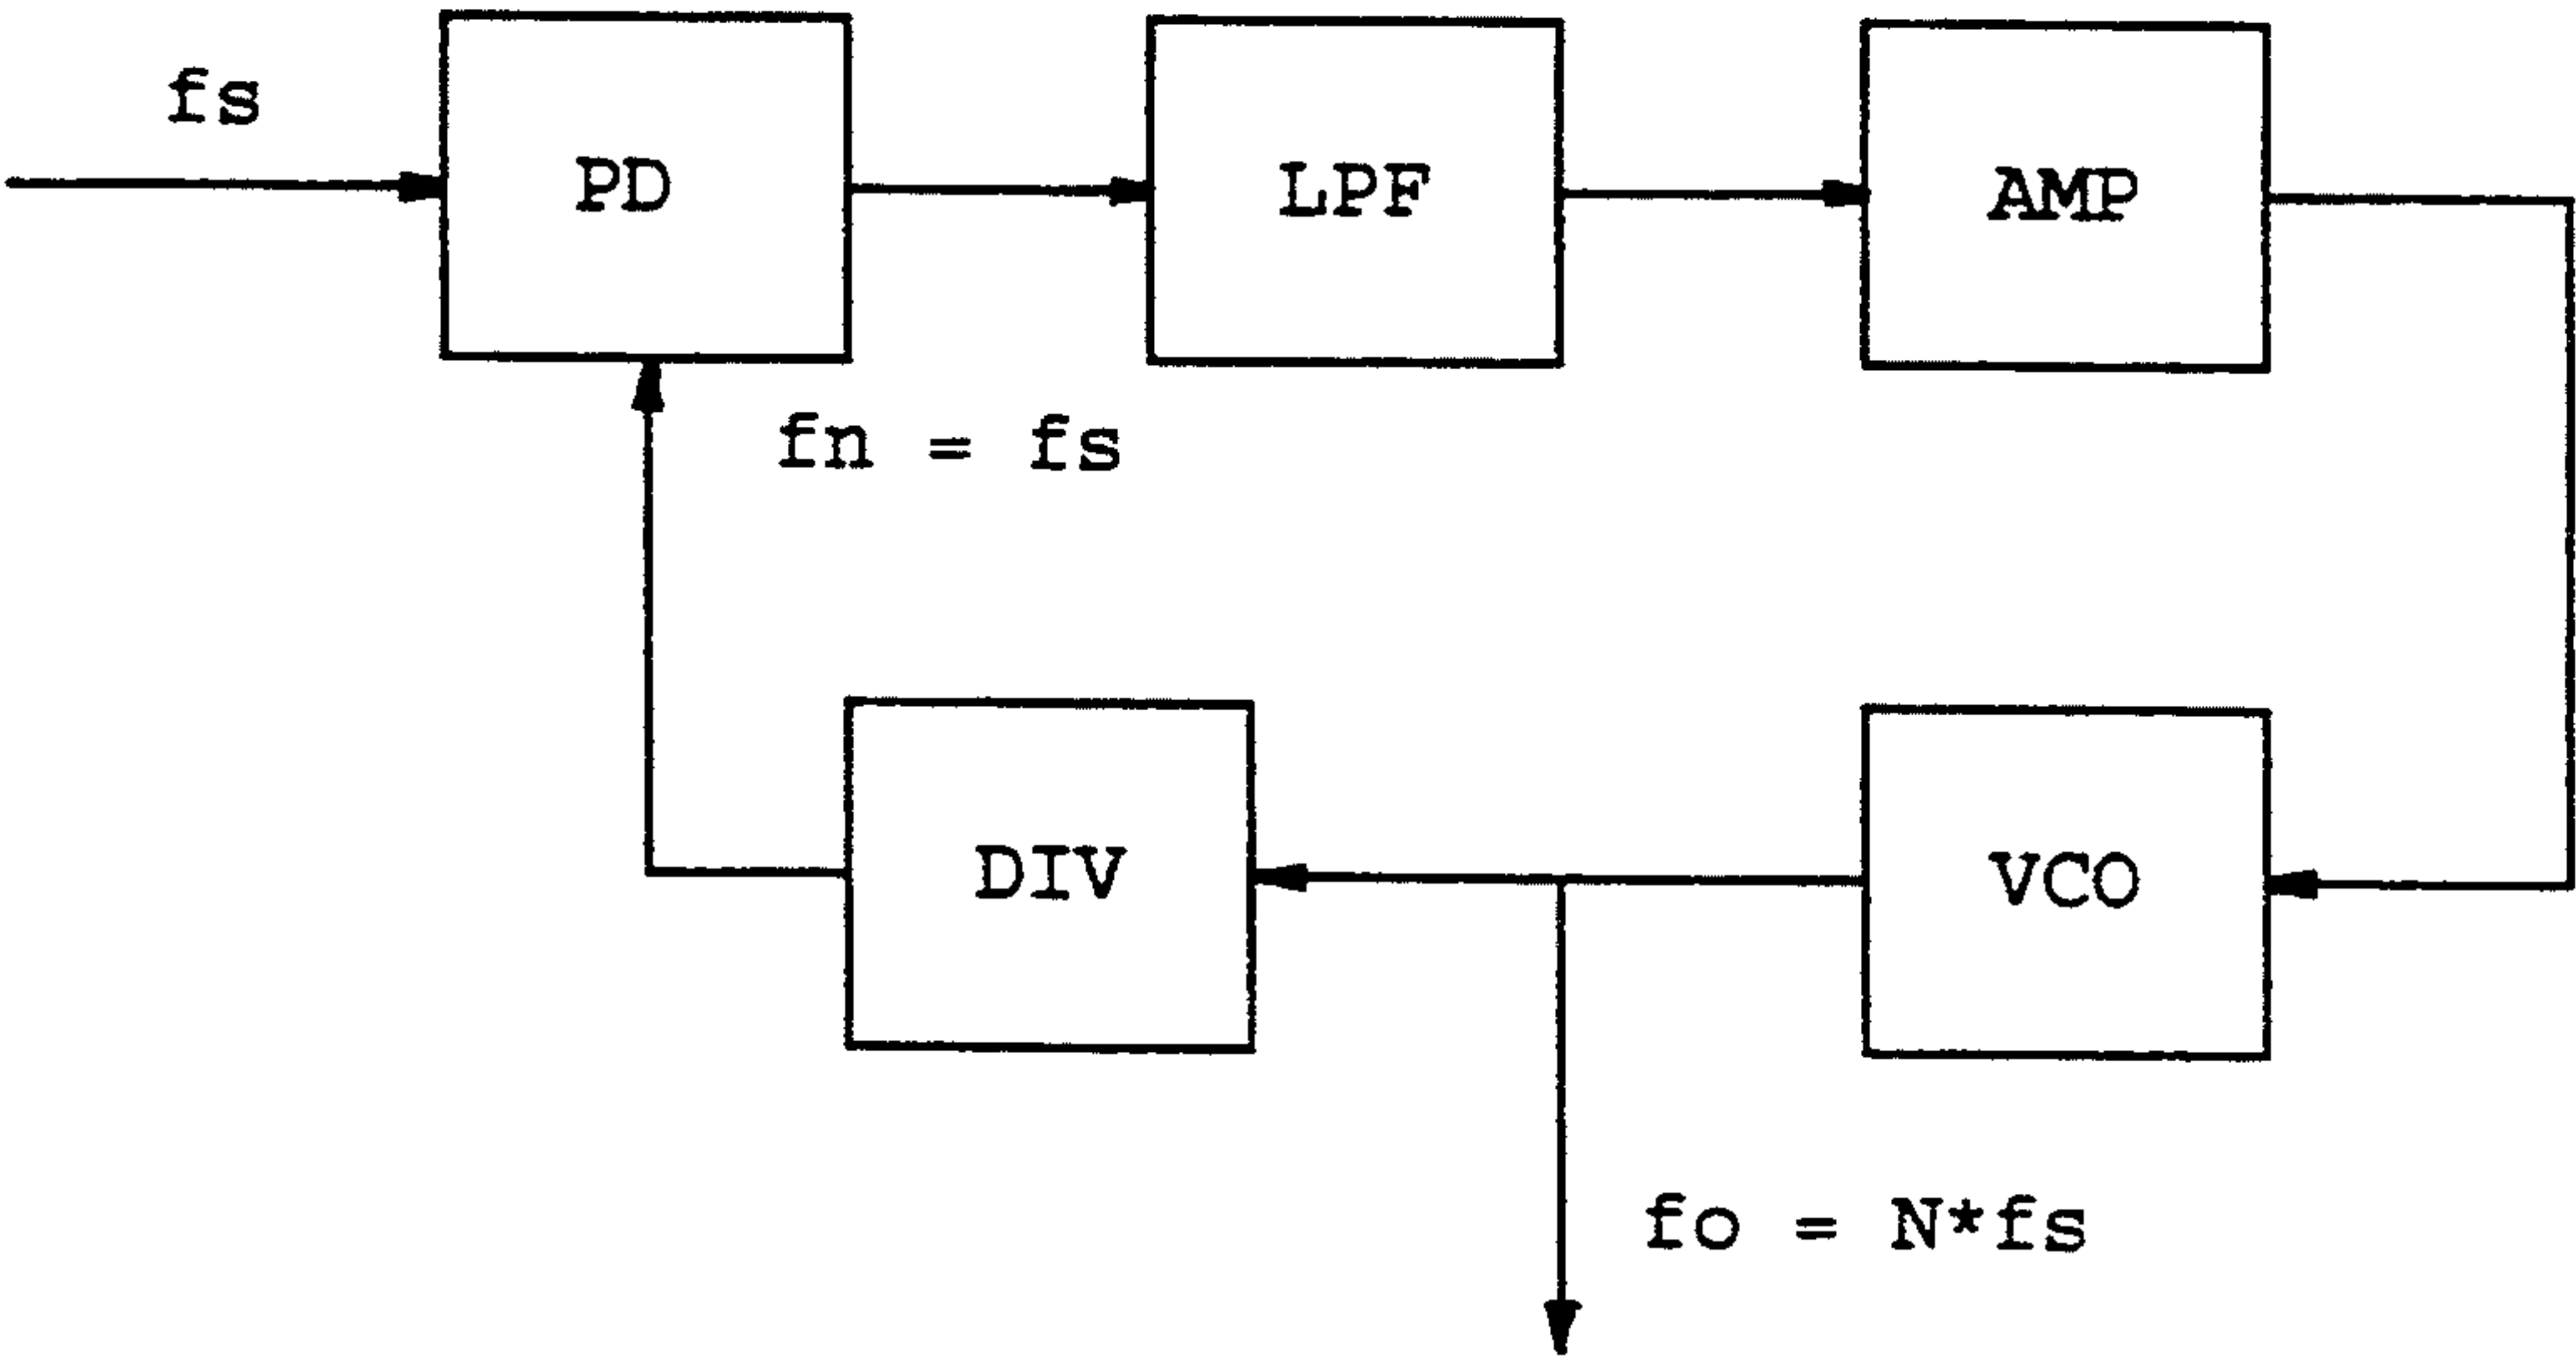 fs
PD
LPF
AMP
fn = fs
DIV
VCO
fo = N*fs